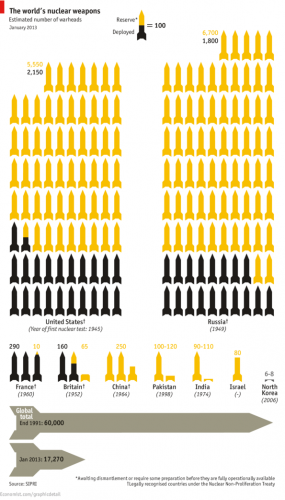 The world's nuclear weapons
Estimated number of warheads
January 2013
Reserve*
Deployed
= 100
5,550
2,150
6,700
1,800
United States†
(Year of first nuclear test: 1945)
Russia†
(1949)
290
10
160
65
250
100-120
90-110
80
6-8
France†
(1960)
Britain†
(1952)
China†
(1964)
Pakistan
(1998)
India
(1974)
Israel
(-)
North
Korea
(2006)
Global
total
End 1991: 60,000
Jan 2013: 17,270
Source: SIPRI
*Awaiting dismantlement or require some preparation before they are fully operationally available
†Legally recognised countries under the Nuclear Non-Proliferation Treaty
Economist.com/graphicdetail